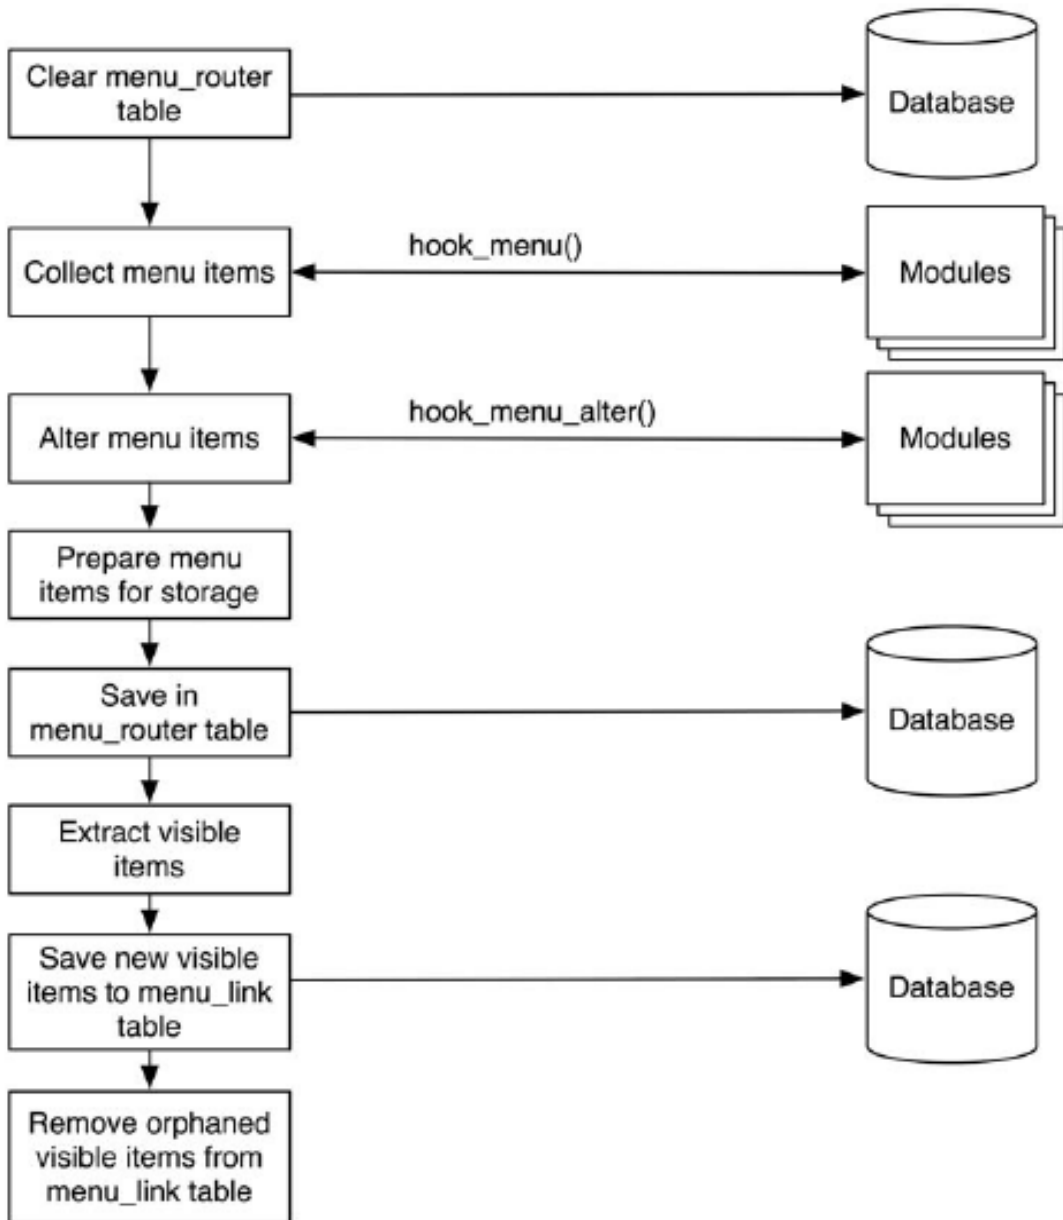 Clear menu_router
table
Database
Collect menu items
hook_menu()
Modules
Alter menu items
hook_menu_alter()
Modules
Prepare menu
items for storage
Save in
menu_router table
Database
Extract visible
items
Save new visible
items to menu_link
table
Database
Remove orphaned
visible items from
menu_link table